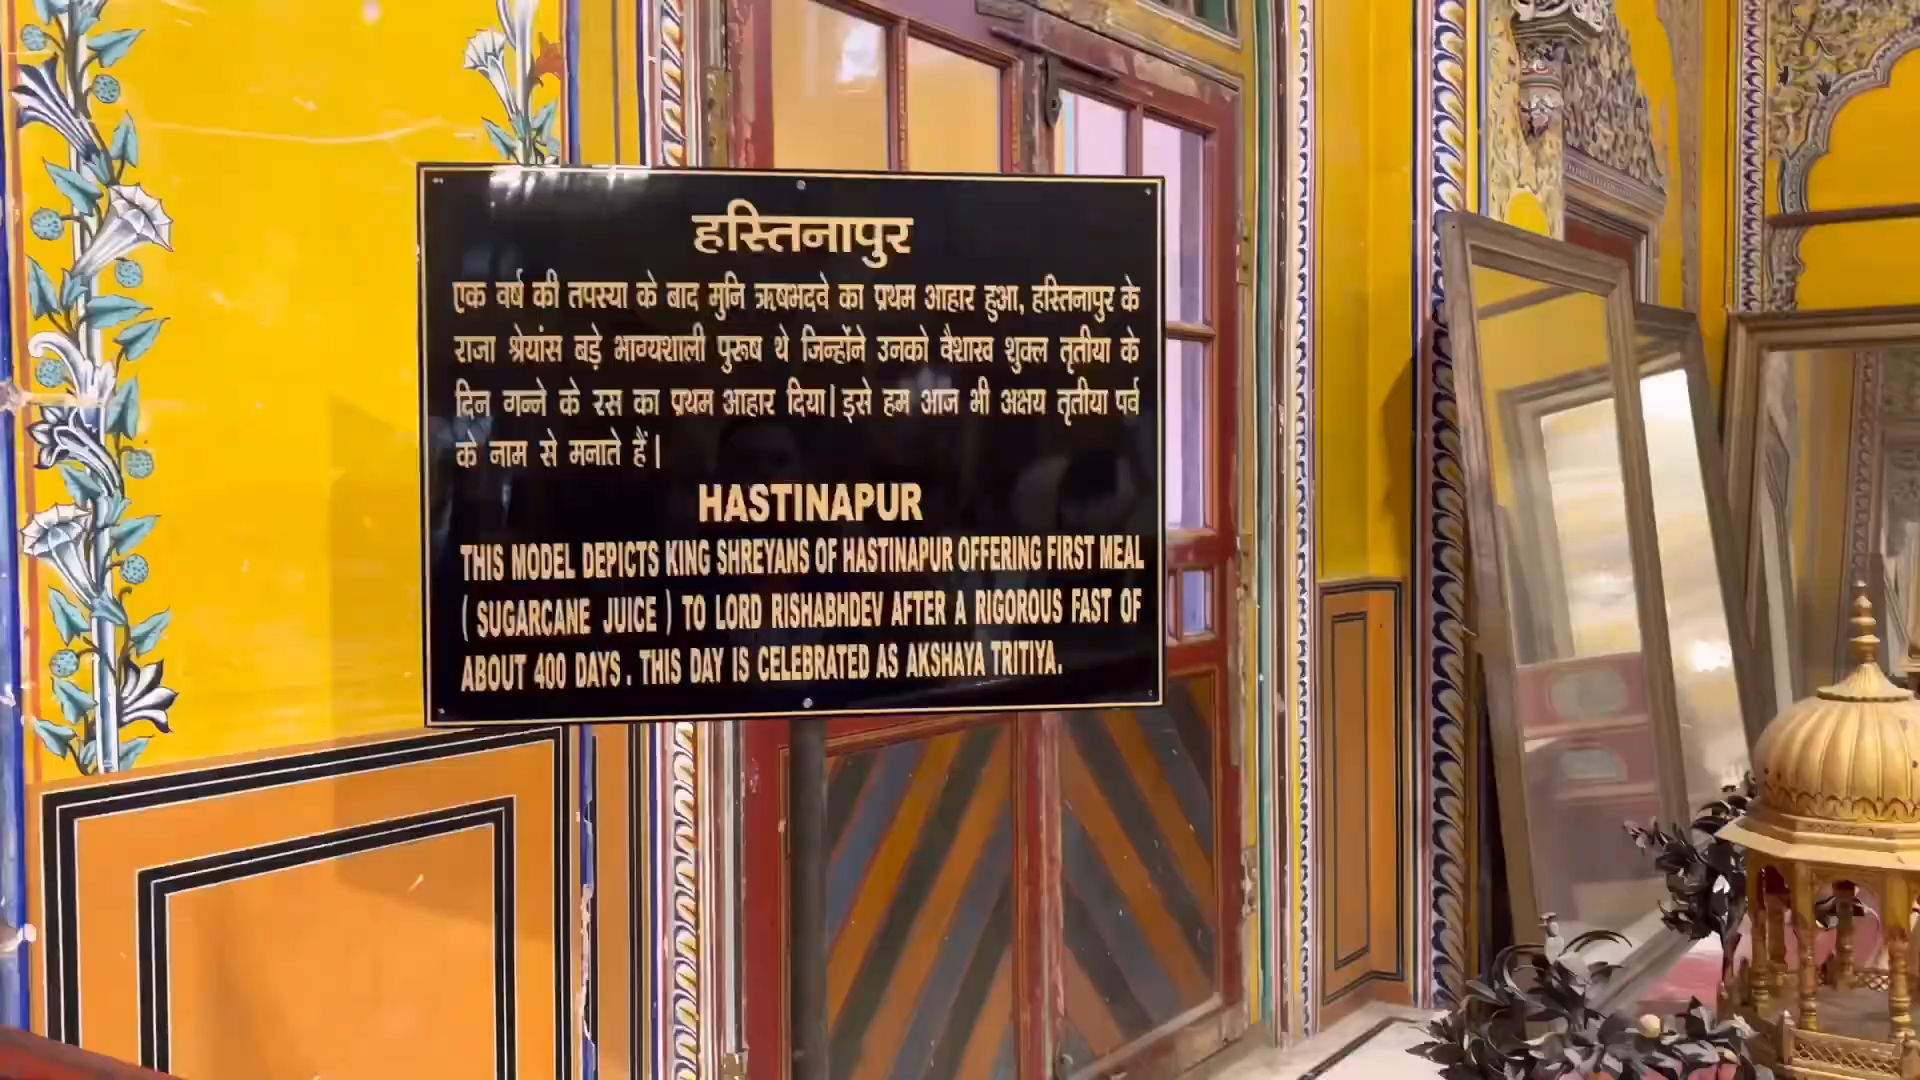 हस्तिनापुर
एक वर्ष की तपस्या के बाद मुनि ऋषभदवे का प्रथम आहार हुआ, हस्तिनापुर के
राजा श्रेयांस बड़े भाग्यशाली पुरुष थे जिन्होंने उनको वैशाख शुक्ल तृतीया के
दिन गन्ने के रस का प्रथम आहार दिया| इसे हम आज भी अक्षय तृतीया पर्व
के नाम से मनाते हैं|
HASTINAPUR
THIS MODEL DEPICTS KING SHREYANS OF HASTINAPUR OFFERING FIRST MEAL
( SUGARCANE JUICE ) TO LORD RISHABHDEV AFTER A RIGOROUS FAST OF
ABOUT 400 DAYS . THIS DAY IS CELEBRATED AS AKSHAYA TRITIYA.